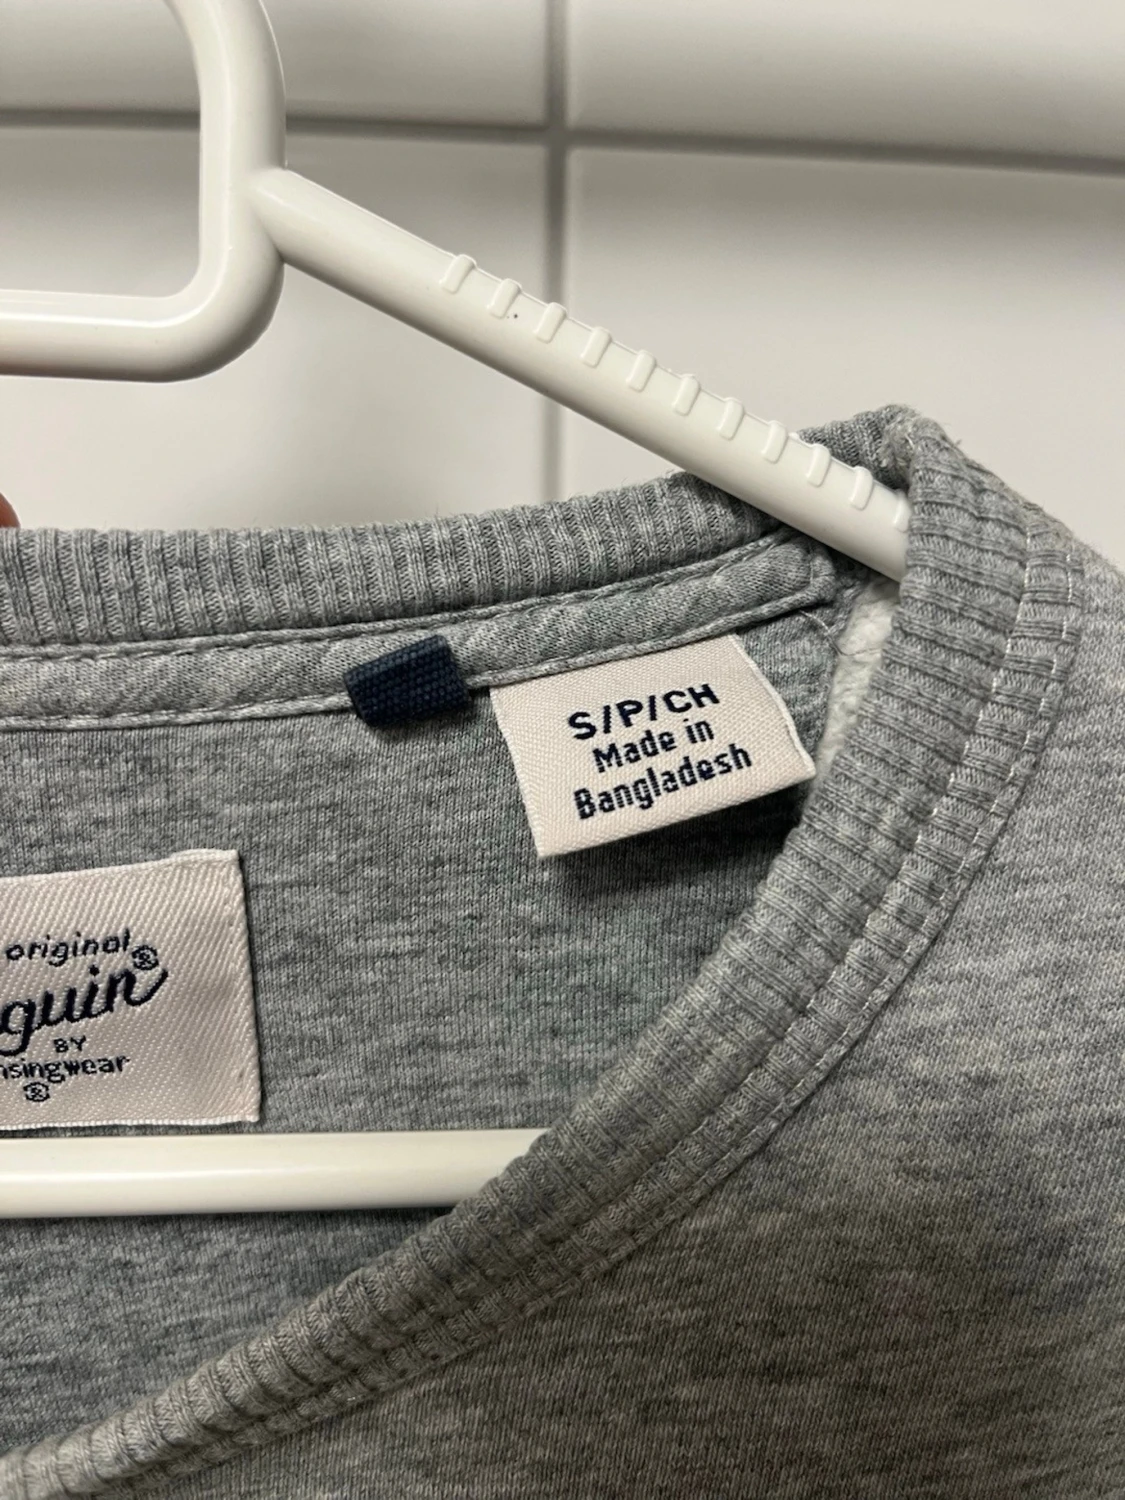 S/P/CH
Made in
Bangladesh
original
guin®
BY
nsingwear
®